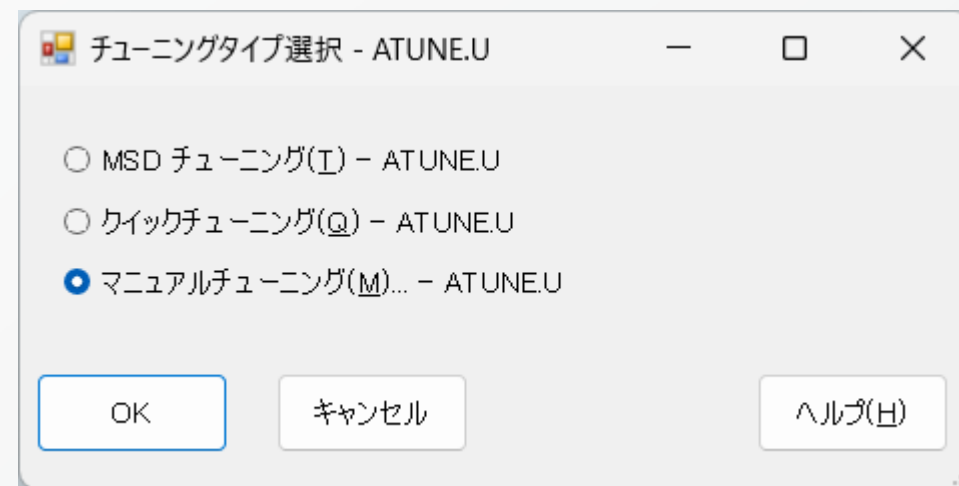 チューニングタイプ選択 - ATUNE.U
MSD チューニング(T) - ATUNE.U
クイックチューニング(Q) - ATUNE.U
マニュアルチューニング(M)... - ATUNE.U
OK
キャンセル
ヘルプ(H)